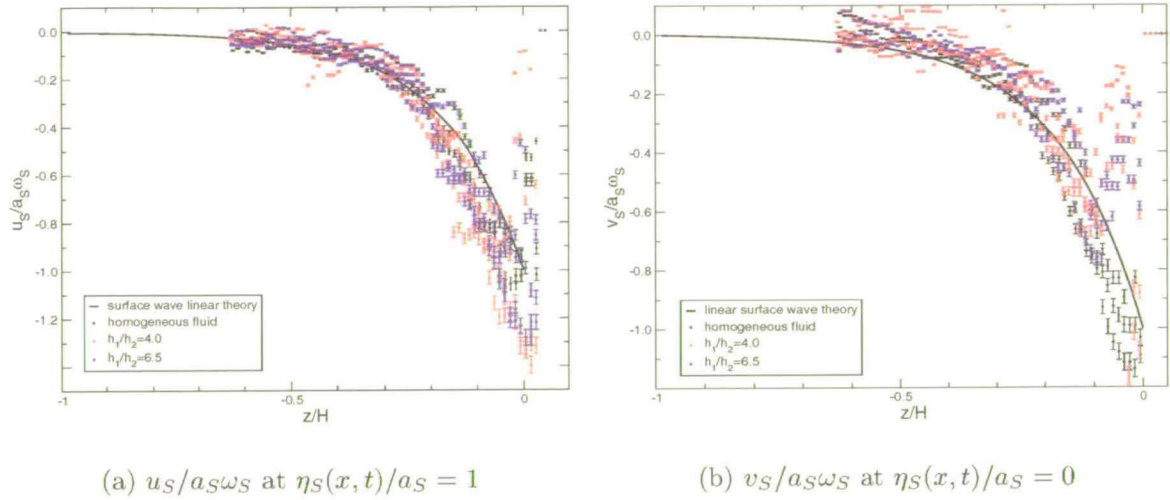 0.0
-0.2
-0.4
-0.6
-0.8
-1.0
-1.2
u_S/a_Sω_S
-1
-0.5
0
z/H
surface wave linear theory
homogeneous fluid
h_1/h_2=4.0
h_1/h_2=6.5
(a) u_S/a_Sω_S at η_S(x, t)/a_S = 1
0.0
-0.2
-0.4
-0.6
-0.8
-1.0
v_S/a_Sω_S
-1
-0.5
0
z/H
linear surface wave theory
homogeneous fluid
h_1/h_2=4.0
h_1/h_2=6.5
(b) v_S/a_Sω_S at η_S(x, t)/a_S = 0